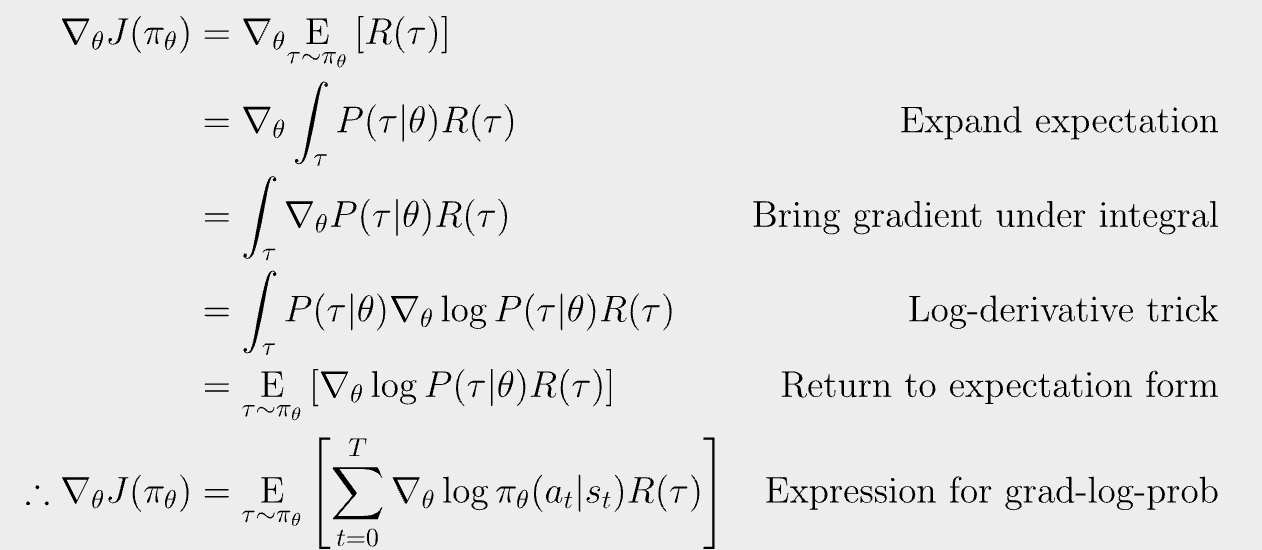 ∇θJ(πθ) = ∇θ E τ∼πθ [R(τ)]
= ∇θ ∫τ P(τ|θ)R(τ) Expand expectation
= ∫τ ∇θP(τ|θ)R(τ) Bring gradient under integral
= ∫τ P(τ|θ)∇θ log P(τ|θ)R(τ) Log-derivative trick
= E τ∼πθ [∇θ log P(τ|θ)R(τ)] Return to expectation form
∴ ∇θJ(πθ) = E τ∼πθ [∑ t=0 T ∇θ log πθ(at|st)R(τ)] Expression for grad-log-prob